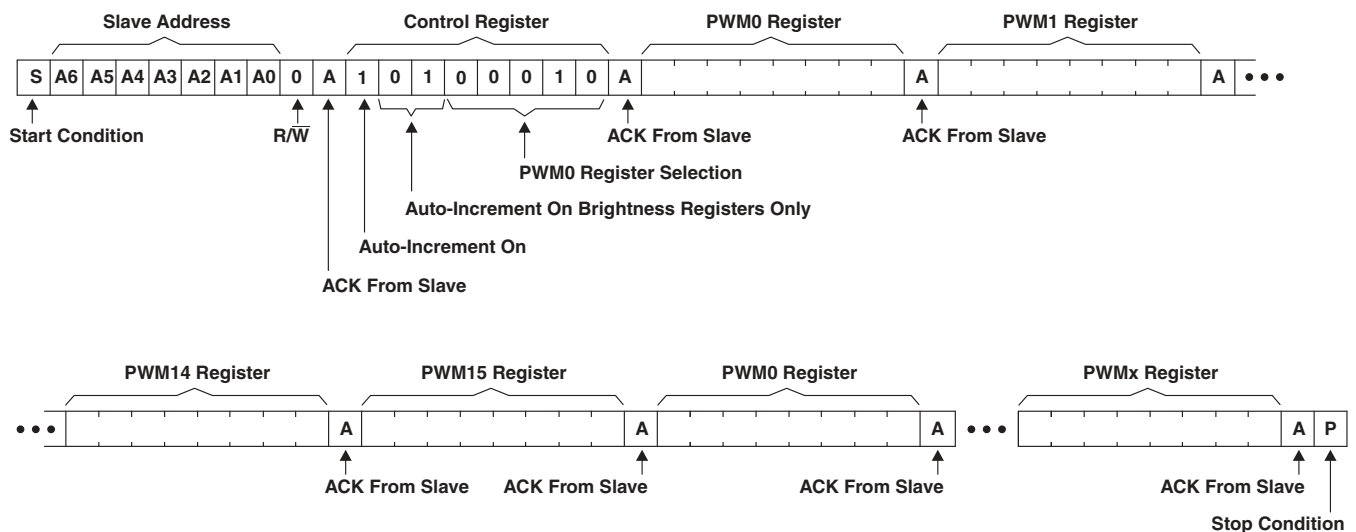 Slave Address Control Register PWM0 Register PWM1 Register
S A6 A5 A4 A3 A2 A1 A0 0 A 1 0 1 0 0 0 1 0 A A A •••
Start Condition R/W̅ ACK From Slave ACK From Slave
PWM0 Register Selection
Auto-Increment On Brightness Registers Only
Auto-Increment On
ACK From Slave
PWM14 Register PWM15 Register PWM0 Register PWMx Register
••• A A A ••• A P
ACK From Slave ACK From Slave ACK From Slave ACK From Slave
Stop Condition